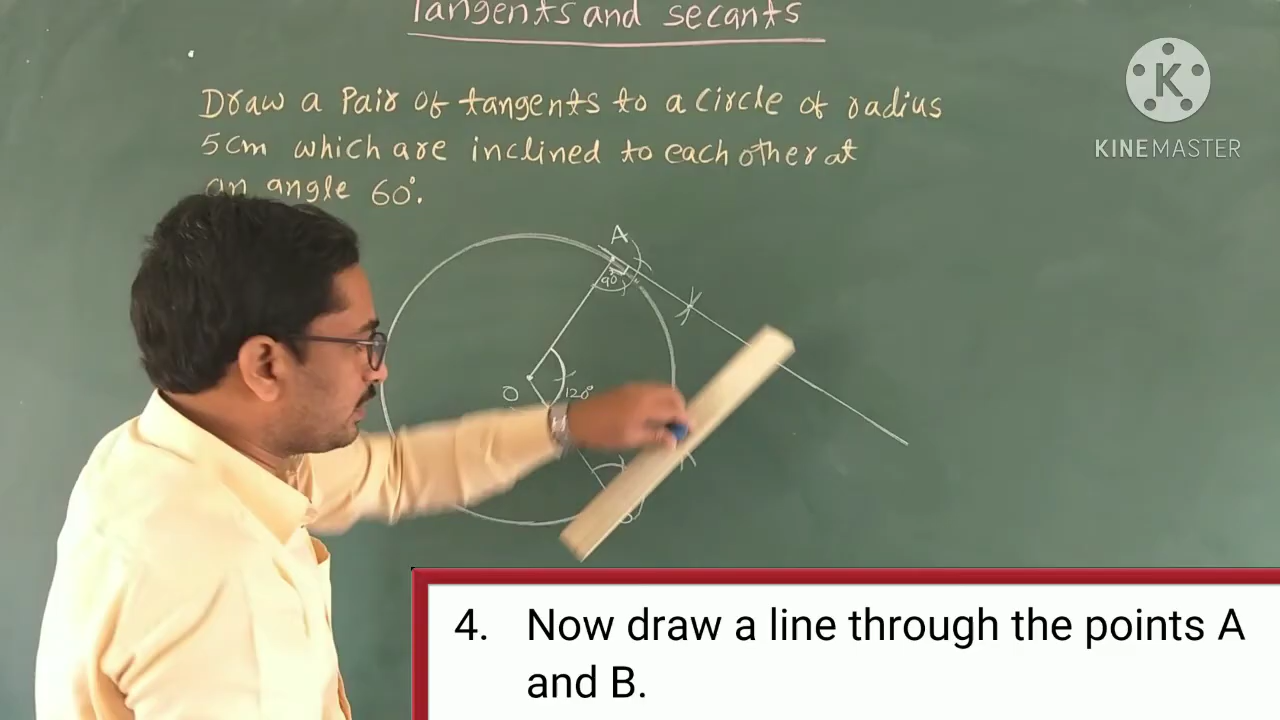 Tangents and secants
Draw a Pair of tangents to a circle of radius
5cm which are inclined to each other at
an angle 60°.
A
90°
O
120°
K
KINEMASTER
4. Now draw a line through the points A
and B.